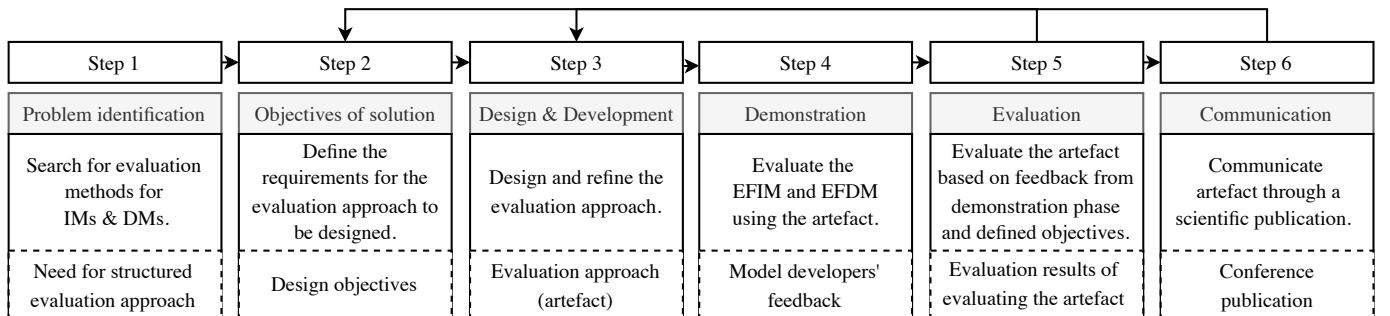 Step 1
Step 2
Step 3
Step 4
Step 5
Step 6
Problem identification
Objectives of solution
Design & Development
Demonstration
Evaluation
Communication
Search for evaluation
methods for
IMs & DMs.
Define the
requirements for the
evaluation approach to
be designed.
Design and refine the
evaluation approach.
Evaluate the
EFIM and EFDM
using the artefact.
Evaluate the artefact
based on feedback from
demonstration phase
and defined objectives.
Communicate
artefact through a
scientific publication.
Need for structured
evaluation approach
Design objectives
Evaluation approach
(artefact)
Model developers'
feedback
Evaluation results of
evaluating the artefact
Conference
publication